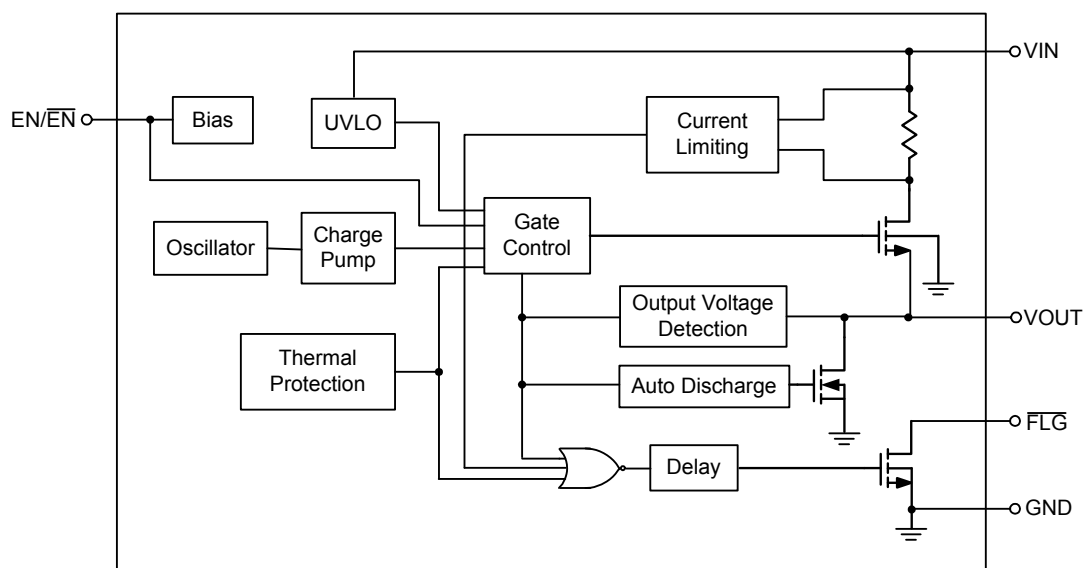 VIN
EN/EN
Bias
UVLO
Current
Limiting
Gate
Control
Oscillator
Charge
Pump
Output Voltage
Detection
VOUT
Thermal
Protection
Auto Discharge
FLG
Delay
GND